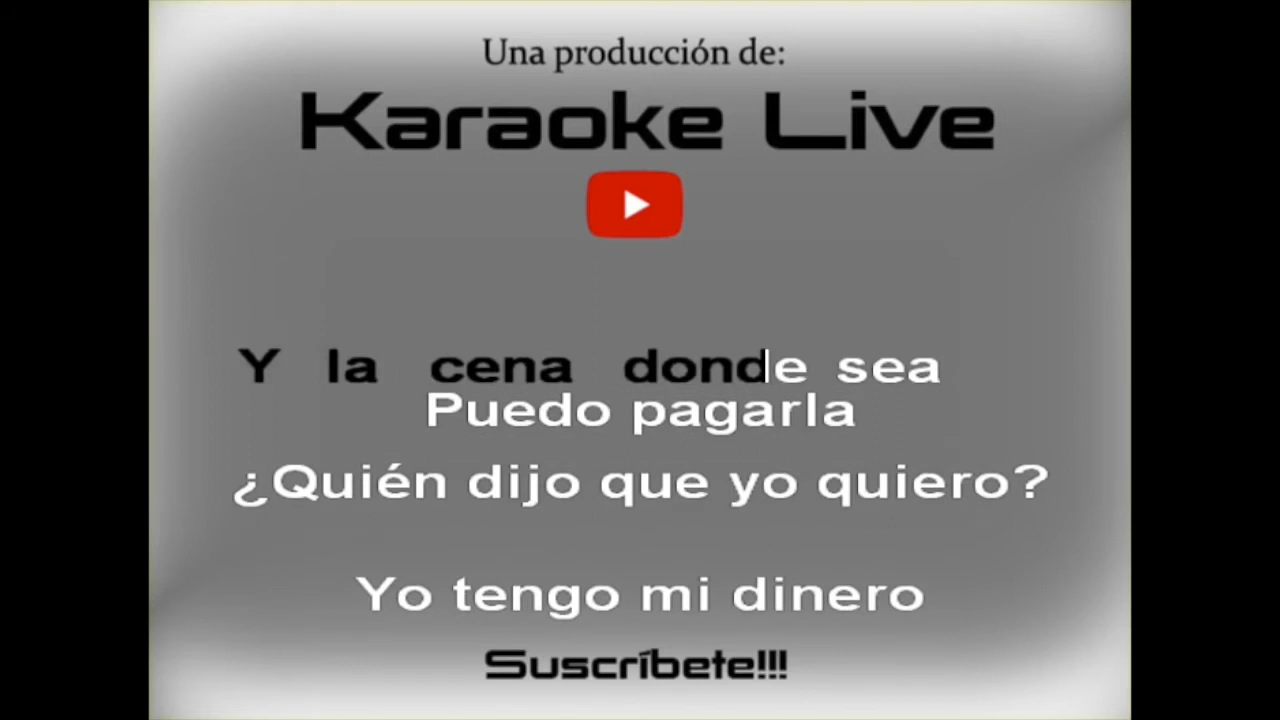 Una producción de:
Karaoke Live
Y la cena donde sea
Puedo pagarla
¿Quién dijo que yo quiero?
Yo tengo mi dinero
Suscríbete!!!